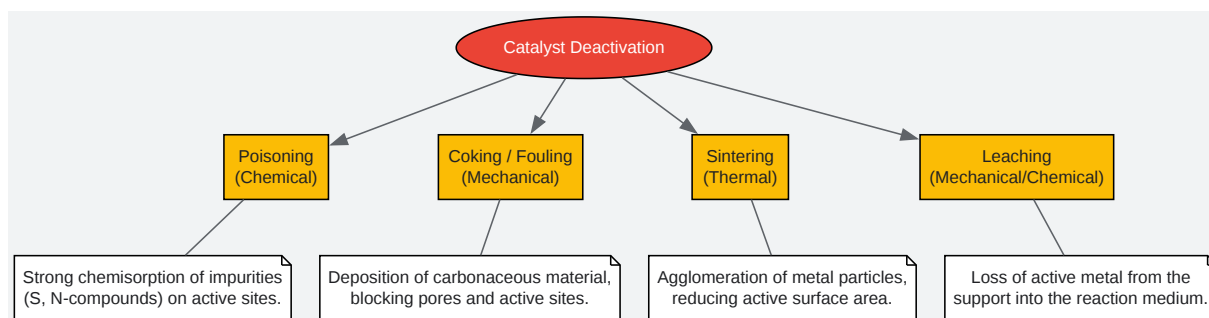 Catalyst Deactivation
Poisoning
(Chemical)
Coking / Fouling
(Mechanical)
Sintering
(Thermal)
Leaching
(Mechanical/Chemical)
Strong chemisorption of impurities
(S, N-compounds) on active sites.
Deposition of carbonaceous material,
blocking pores and active sites.
Agglomeration of metal particles,
reducing active surface area.
Loss of active metal from the
support into the reaction medium.